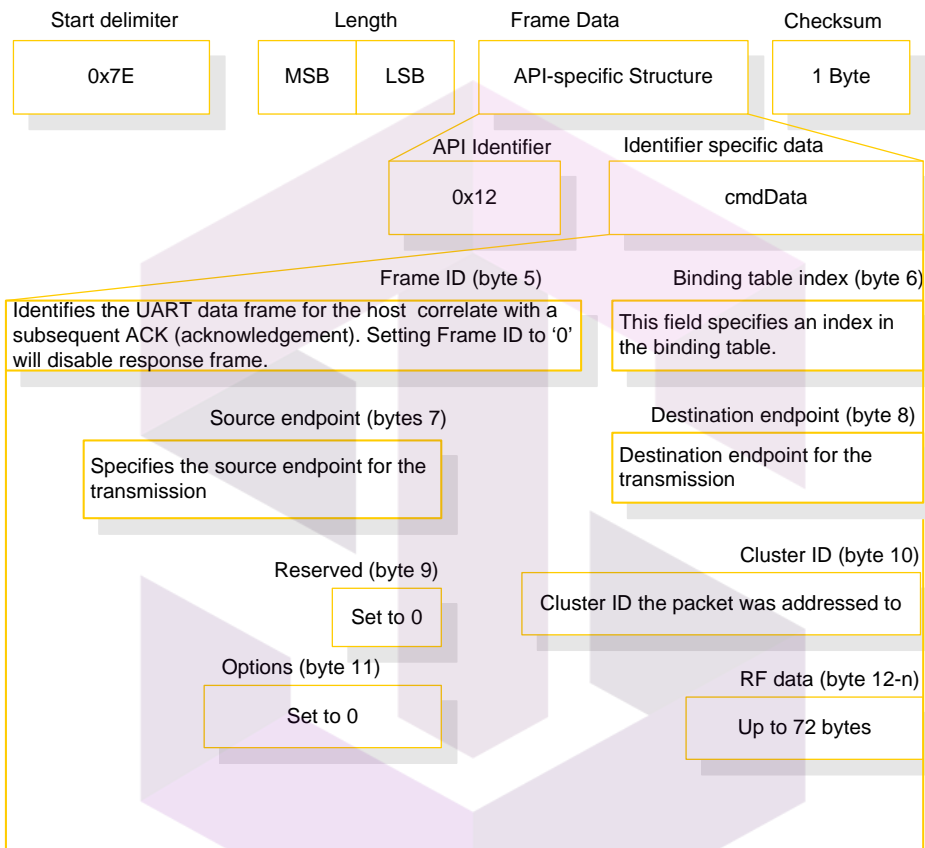 Start delimiter
Length
Frame Data
Checksum
0x7E
MSB
LSB
API-specific Structure
1 Byte
API Identifier
Identifier specific data
0x12
cmdData
Frame ID (byte 5)
Binding table index (byte 6)
Identifies the UART data frame for the host correlate with a
subsequent ACK (acknowledgement). Setting Frame ID to ‘0’
will disable response frame.
This field specifies an index in
the binding table.
Source endpoint (bytes 7)
Destination endpoint (byte 8)
Specifies the source endpoint for the
transmission
Destination endpoint for the
transmission
Reserved (byte 9)
Cluster ID (byte 10)
Set to 0
Cluster ID the packet was addressed to
Options (byte 11)
RF data (byte 12-n)
Set to 0
Up to 72 bytes